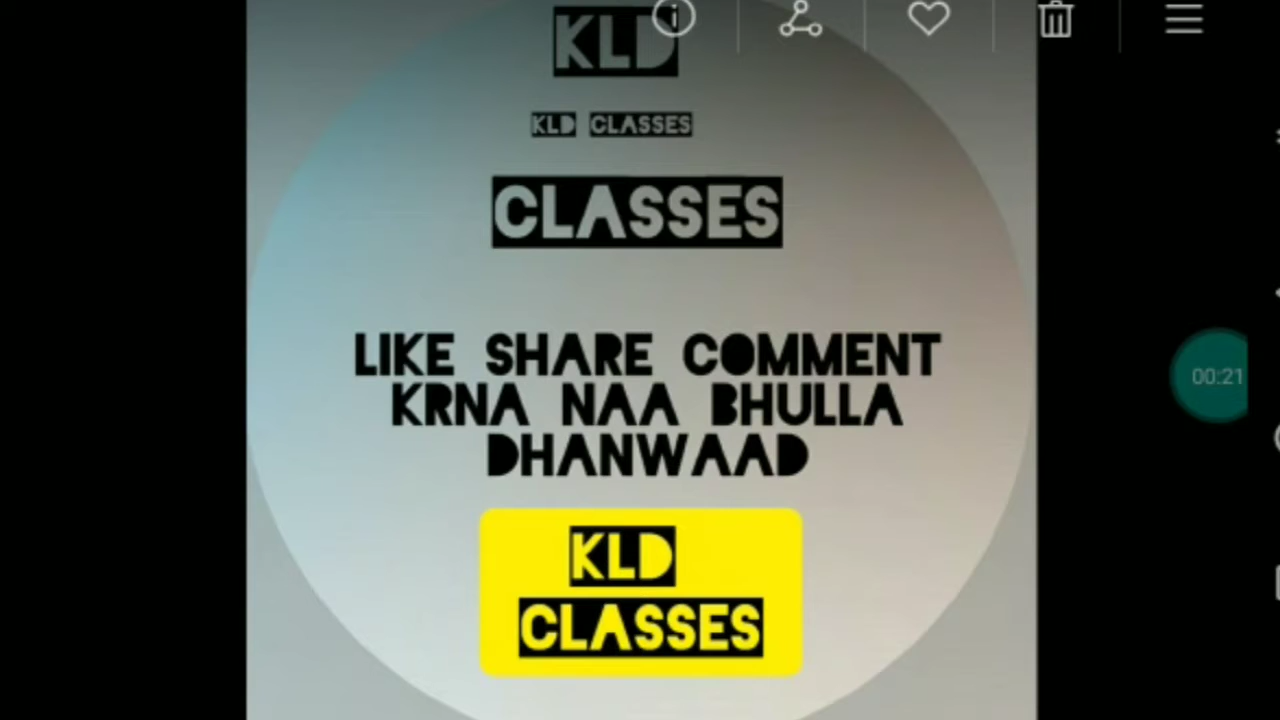 KLD
KLD CLASSES
CLASSES
LIKE SHARE COMMENT
KRNA NAA BHULLA
DHANWAAD
KLD
CLASSES
00:21